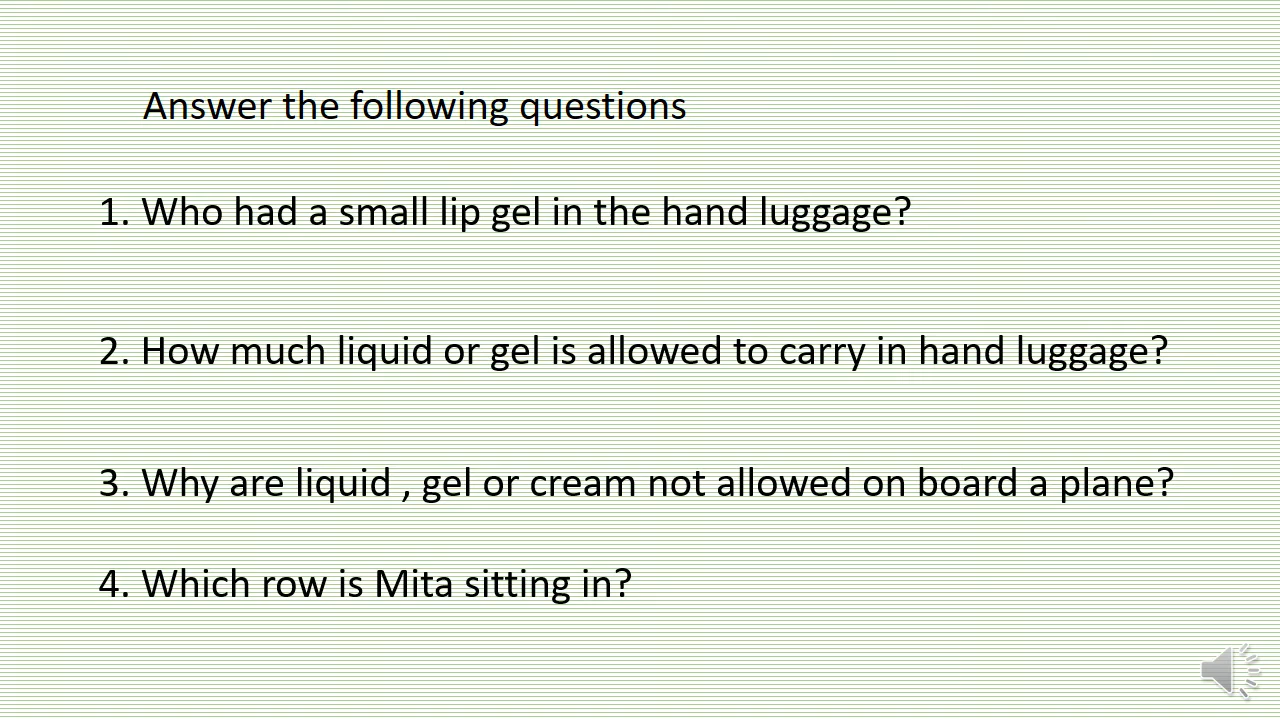 Answer the following questions
1. Who had a small lip gel in the hand luggage?
2. How much liquid or gel is allowed to carry in hand luggage?
3. Why are liquid , gel or cream not allowed on board a plane?
4. Which row is Mita sitting in?